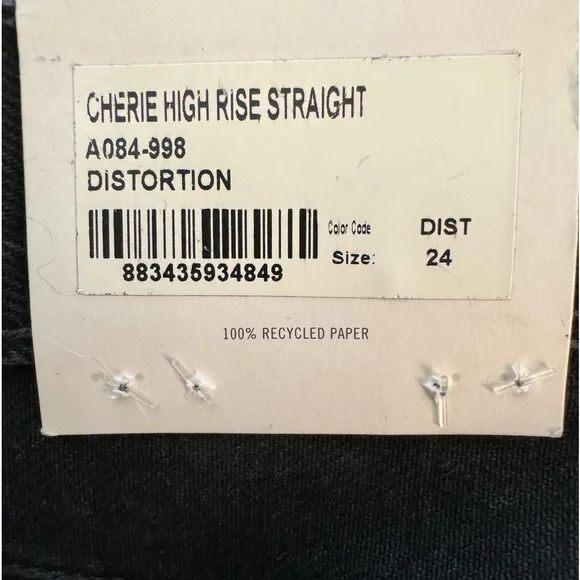 CHERIE HIGH RISE STRAIGHT
A084-998
DISTORTION
Color Code DIST
Size: 24
883435934849
100% RECYCLED PAPER